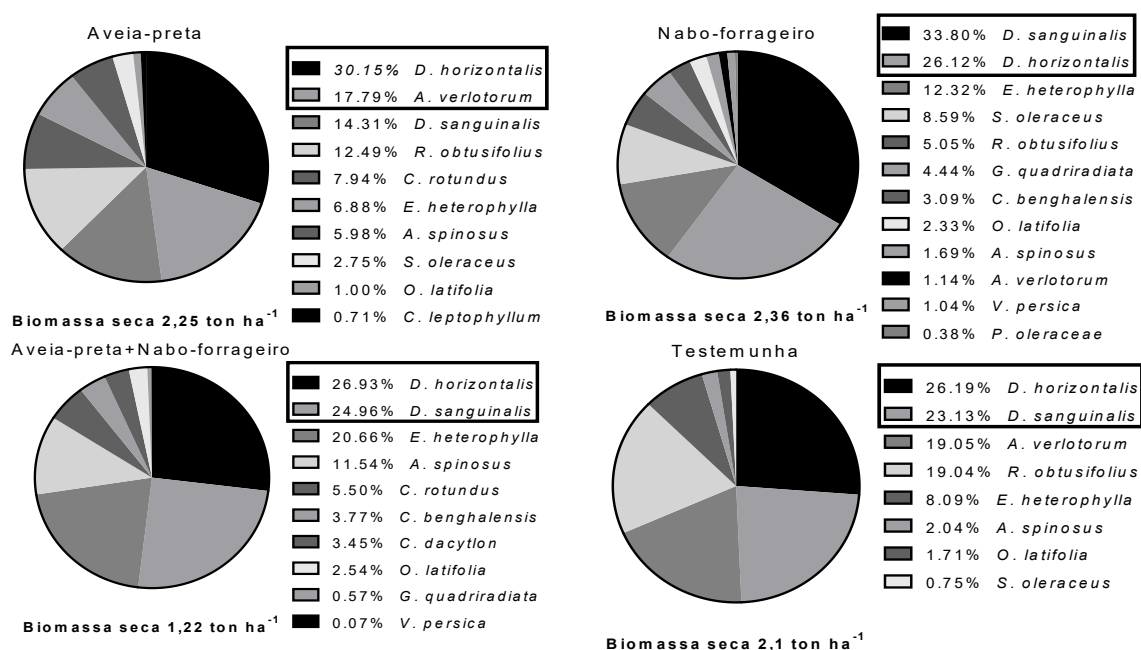 Aveia-preta
30.15% D. horizontalis
17.79% A. verlotorum
14.31% D. sanguinalis
12.49% R. obtusifolius
7.94% C. rotundus
6.88% E. heterophylla
5.98% A. spinosus
2.75% S. oleraceus
1.00% O. latifolia
0.71% C. leptophyllum
Biomassa seca 2,25 ton ha⁻¹
Nabo-forrageiro
33.80% D. sanguinalis
26.12% D. horizontalis
12.32% E. heterophylla
8.59% S. oleraceus
5.05% R. obtusifolius
4.44% G. quadriradiata
3.09% C. benghalensis
2.33% O. latifolia
1.69% A. spinosus
1.14% A. verlotorum
1.04% V. persica
0.38% P. oleraceae
Biomassa seca 2,36 ton ha⁻¹
Aveia-preta+Nabo-forrageiro
26.93% D. horizontalis
24.96% D. sanguinalis
20.66% E. heterophylla
11.54% A. spinosus
5.50% C. rotundus
3.77% C. benghalensis
3.45% C. dacytlon
2.54% O. latifolia
0.57% G. quadriradiata
0.07% V. persica
Biomassa seca 1,22 ton ha⁻¹
Testemunha
26.19% D. horizontalis
23.13% D. sanguinalis
19.05% A. verlotorum
19.04% R. obtusifolius
8.09% E. heterophylla
2.04% A. spinosus
1.71% O. latifolia
0.75% S. oleraceus
Biomassa seca 2,1 ton ha⁻¹